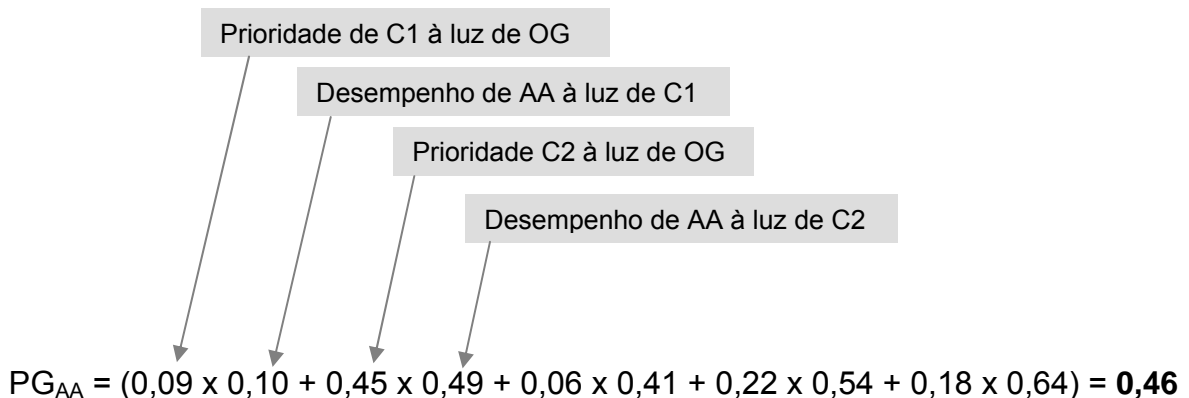 Prioridade de C1 à luz de OG
Desempenho de AA à luz de C1
Prioridade C2 à luz de OG
Desempenho de AA à luz de C2
PG_AA = (0,09 x 0,10 + 0,45 x 0,49 + 0,06 x 0,41 + 0,22 x 0,54 + 0,18 x 0,64) = 0,46